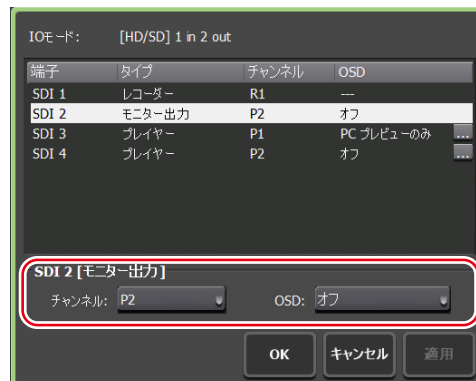 IOモード: [HD/SD] 1 in 2 out
端子 タイプ チャンネル OSD
SDI 1 レコーダー R1 ---
SDI 2 モニター出力 P2 オフ
SDI 3 プレイヤー P1 PC プレビューのみ ...
SDI 4 プレイヤー P2 オフ ...
SDI 2 [モニター出力]
チャンネル: P2 OSD: オフ
OK キャンセル 適用